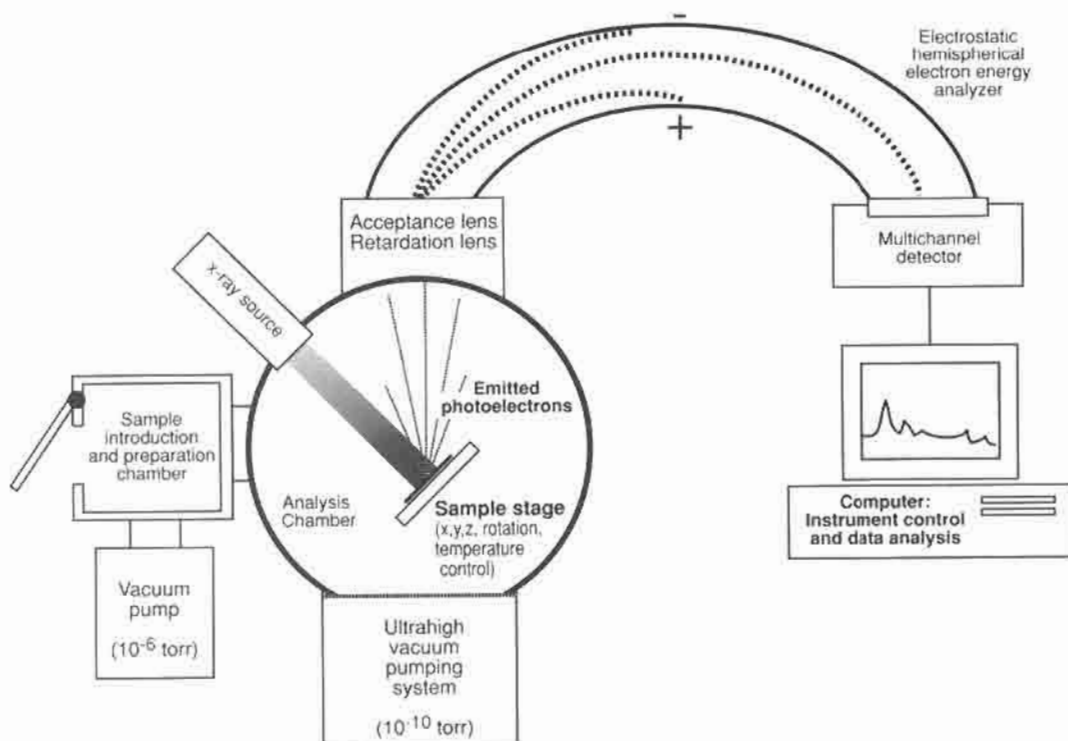 -
+
Electrostatic
hemispherical
electron energy
analyzer
Acceptance lens
Retardation lens
Multichannel
detector
x-ray source
Emitted
photoelectrons
Sample
introduction
and preparation
chamber
Analysis
Chamber
Sample stage
(x,y,z, rotation,
temperature
control)
Computer:
Instrument control
and data analysis
Vacuum
pump
(10-6 torr)
Ultrahigh
vacuum
pumping
system
(10-10 torr)